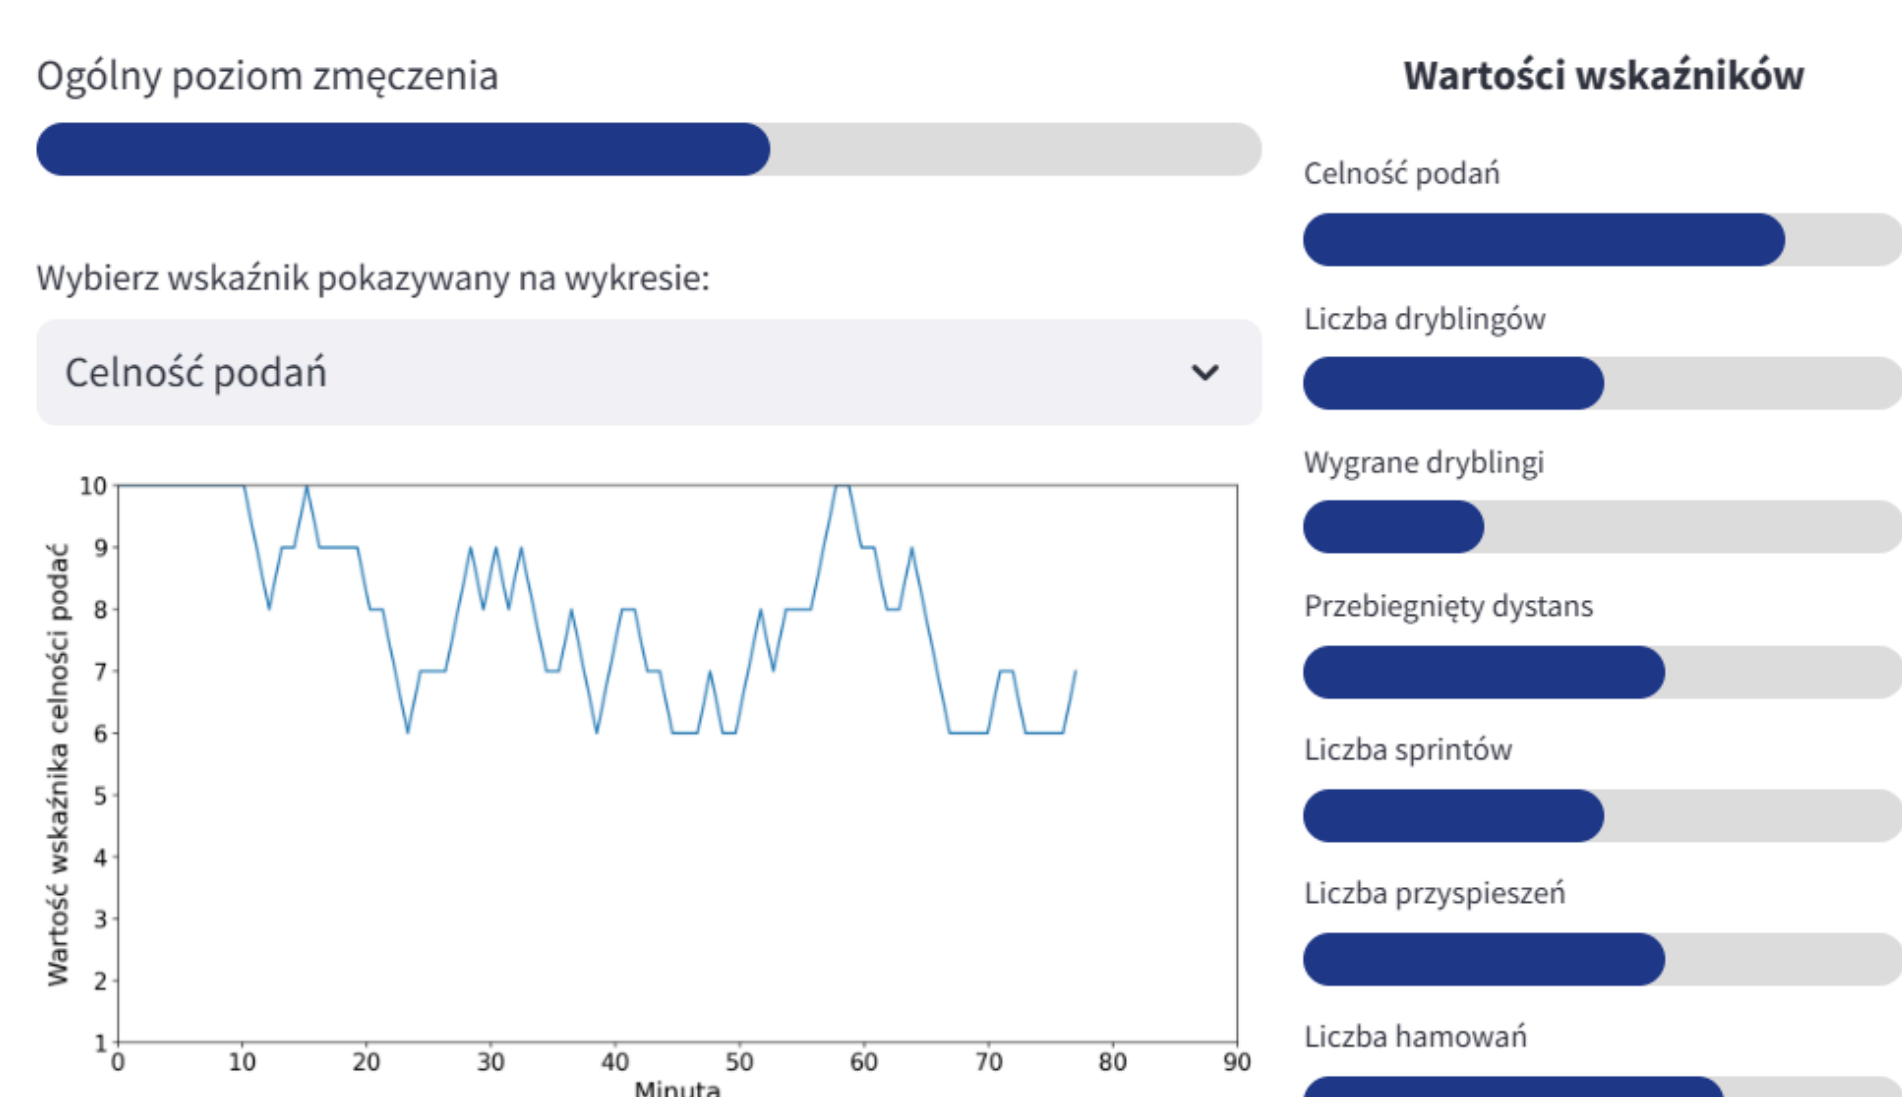 Ogólny poziom zmęczenia
Wybierz wskaźnik pokazywany na wykresie:
Celność podań
Wartość wskaźnika celności podać
10
9
8
7
6
5
4
3
2
1
0 10 20 30 40 50 60 70 80 90
Minuta
Wartości wskaźników
Celność podań
Liczba dryblingów
Wygrane dryblingi
Przebiegnięty dystans
Liczba sprintów
Liczba przyspieszeń
Liczba hamowań